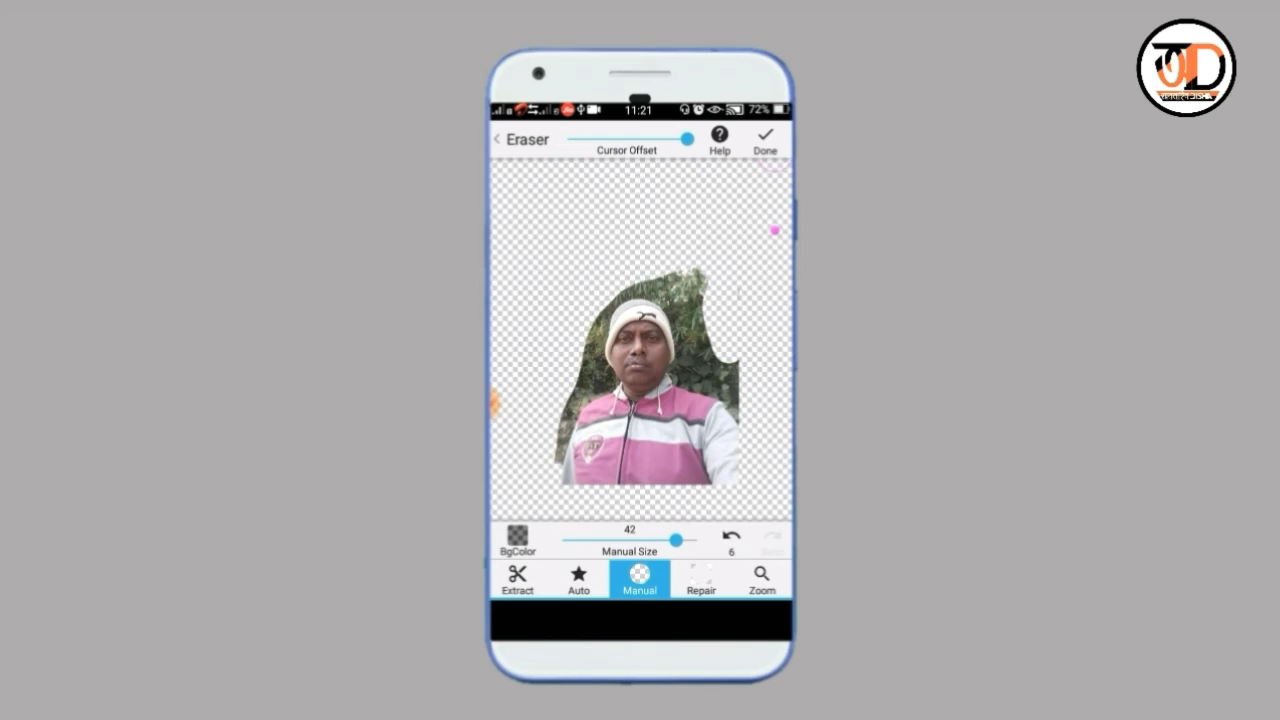 11:21
72%
Eraser
Cursor Offset
Help
Done
42
BgColor
Manual Size
6
Extract
Auto
Manual
Repair
Zoom